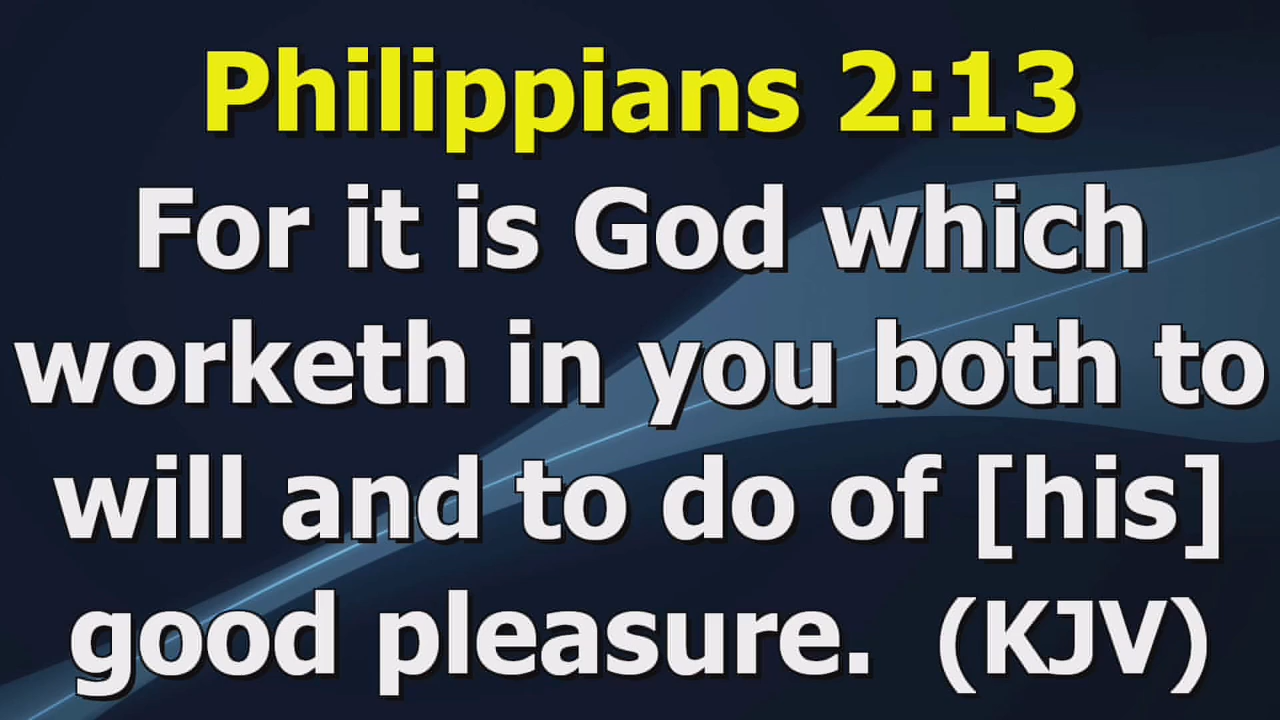 Philippians 2:13
For it is God which
worketh in you both to
will and to do of [his]
good pleasure.  (KJV)